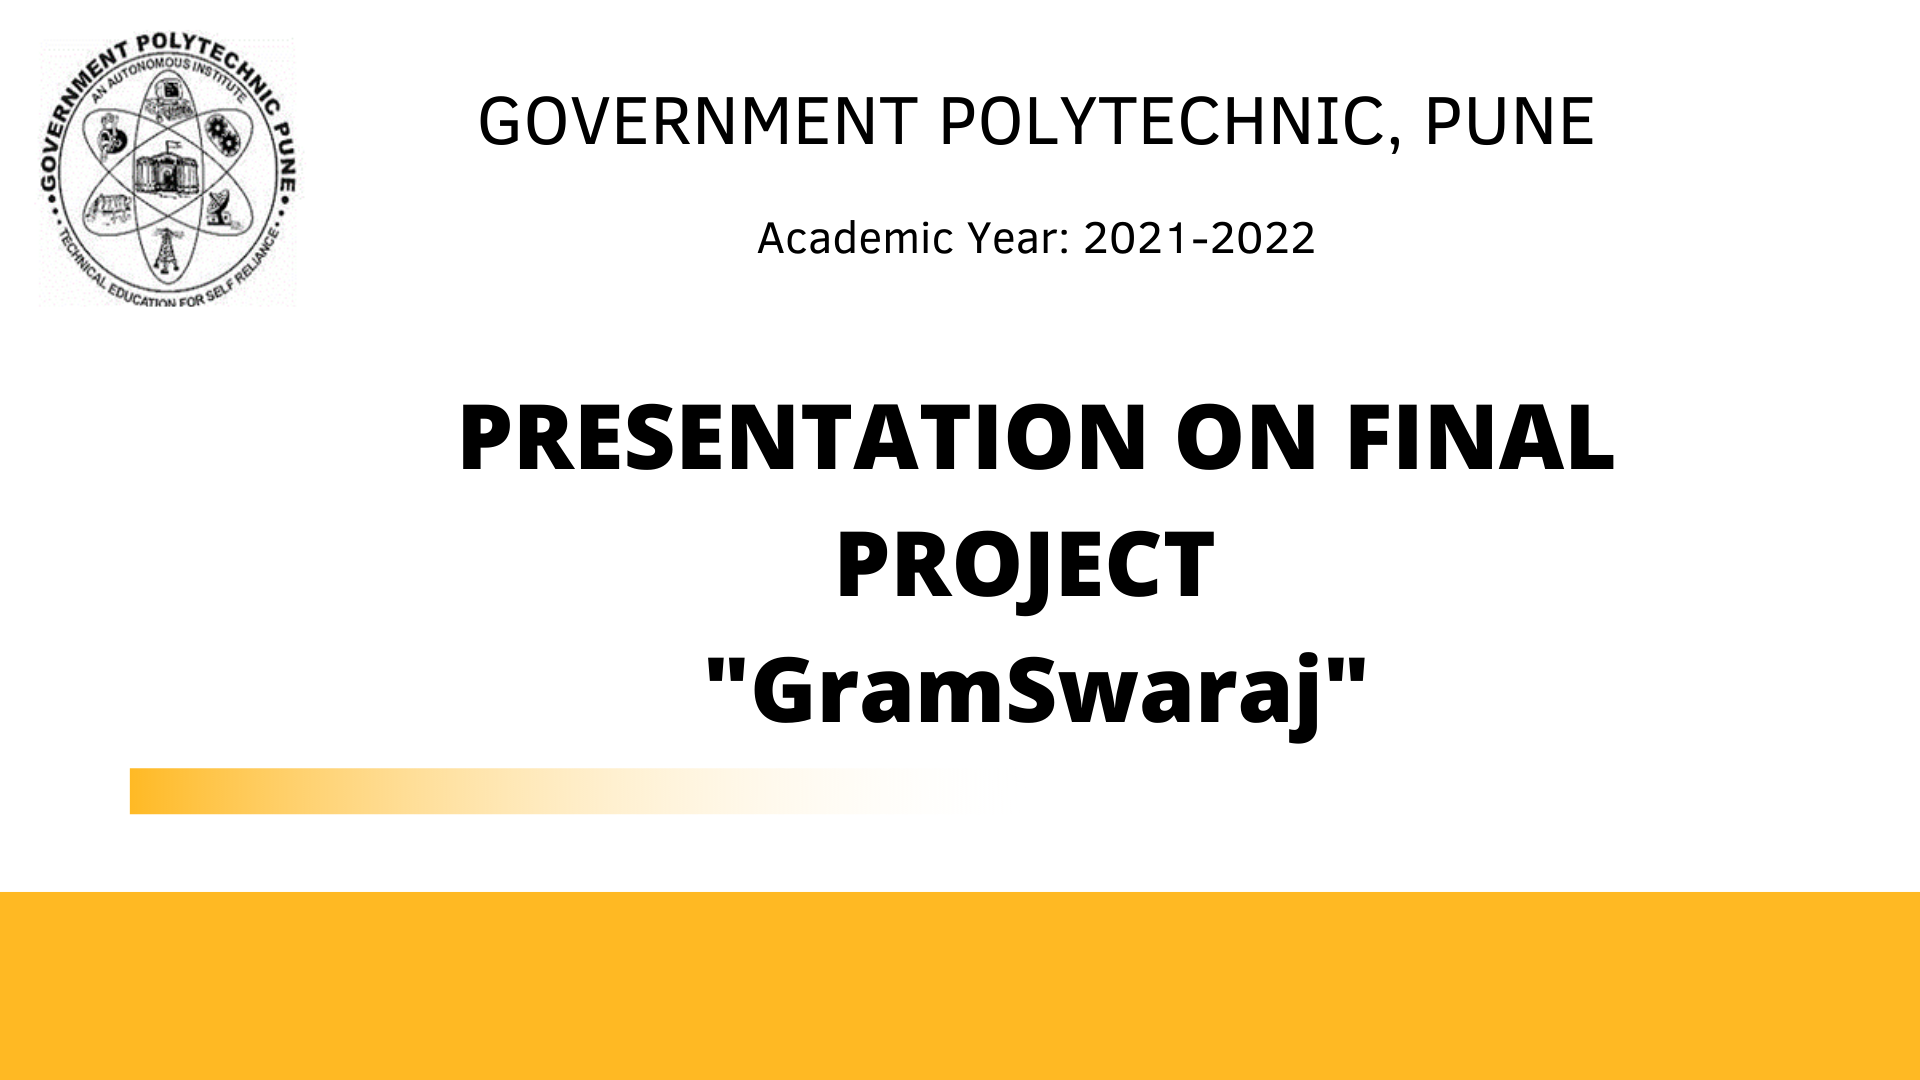 GOVERNMENT POLYTECHNIC PUNE
AN AUTONOMOUS INSTITUTE
TECHNICAL EDUCATION FOR SELF RELIANCE
GOVERNMENT POLYTECHNIC, PUNE
Academic Year: 2021-2022
PRESENTATION ON FINAL
PROJECT
"GramSwaraj"